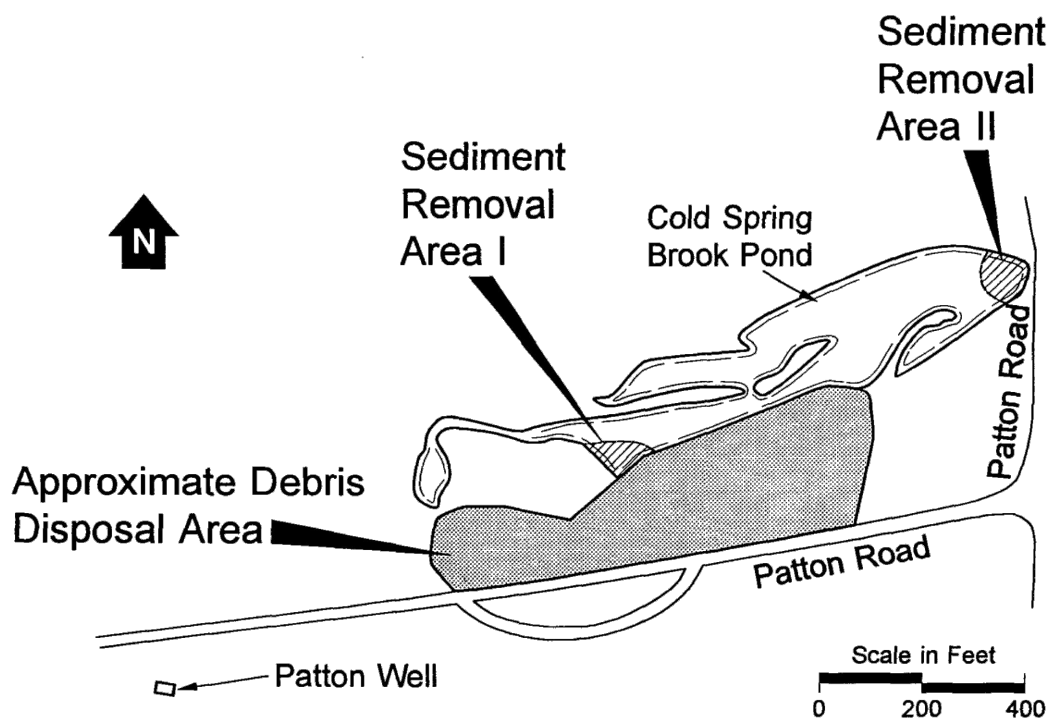 Sediment
Removal
Area II
Sediment
Removal
Area I
Cold Spring
Brook Pond
N
Patton Road
Approximate Debris
Disposal Area
Patton Road
Patton Well
Scale in Feet
0 200 400